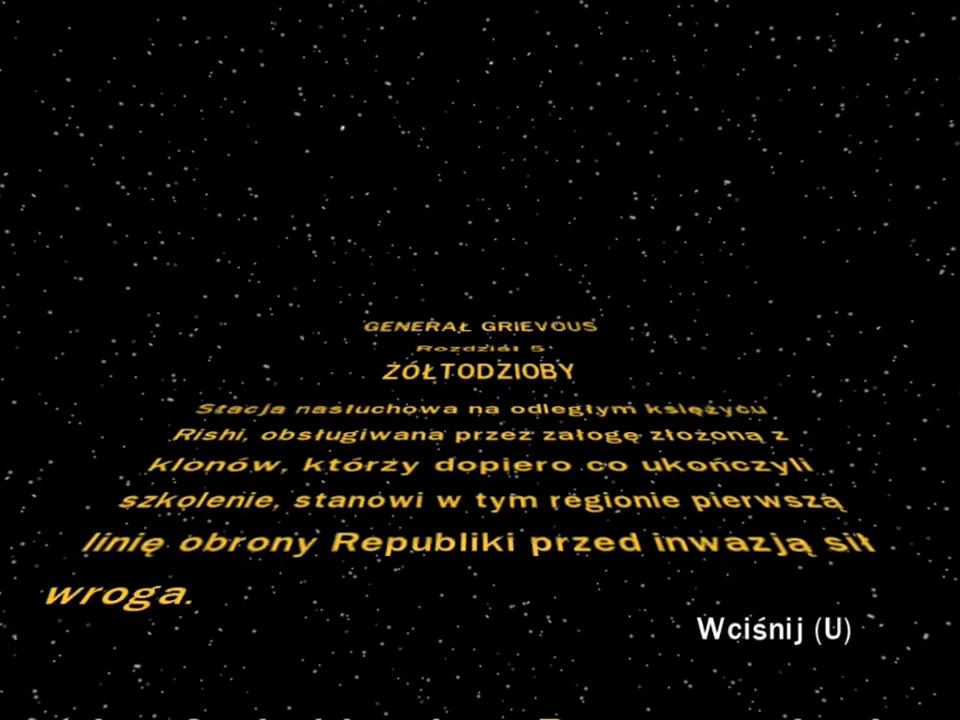 GENERAŁ GRIEVOUS
Rozdział 5
ŻÓŁTODZIOBY
Stacja nasłuchowa na odległym księżycu
Rishi, obsługiwana przez załogę złożoną z
klonów, którzy dopiero co ukończyli
szkolenie, stanowi w tym regionie pierwszą
linię obrony Republiki przed inwazją sił
wroga.
Wciśnij (U)